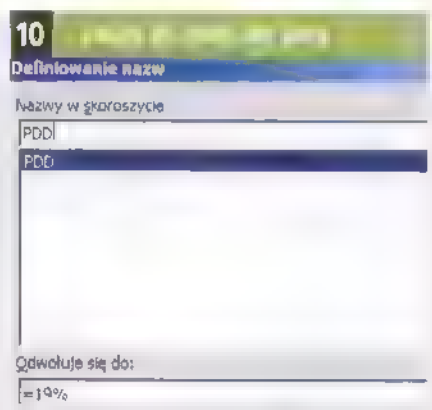 10
Definiowanie nazw
Nazwy w skoroszycie
PDD
PDD
Odwołuje się do:
=19%